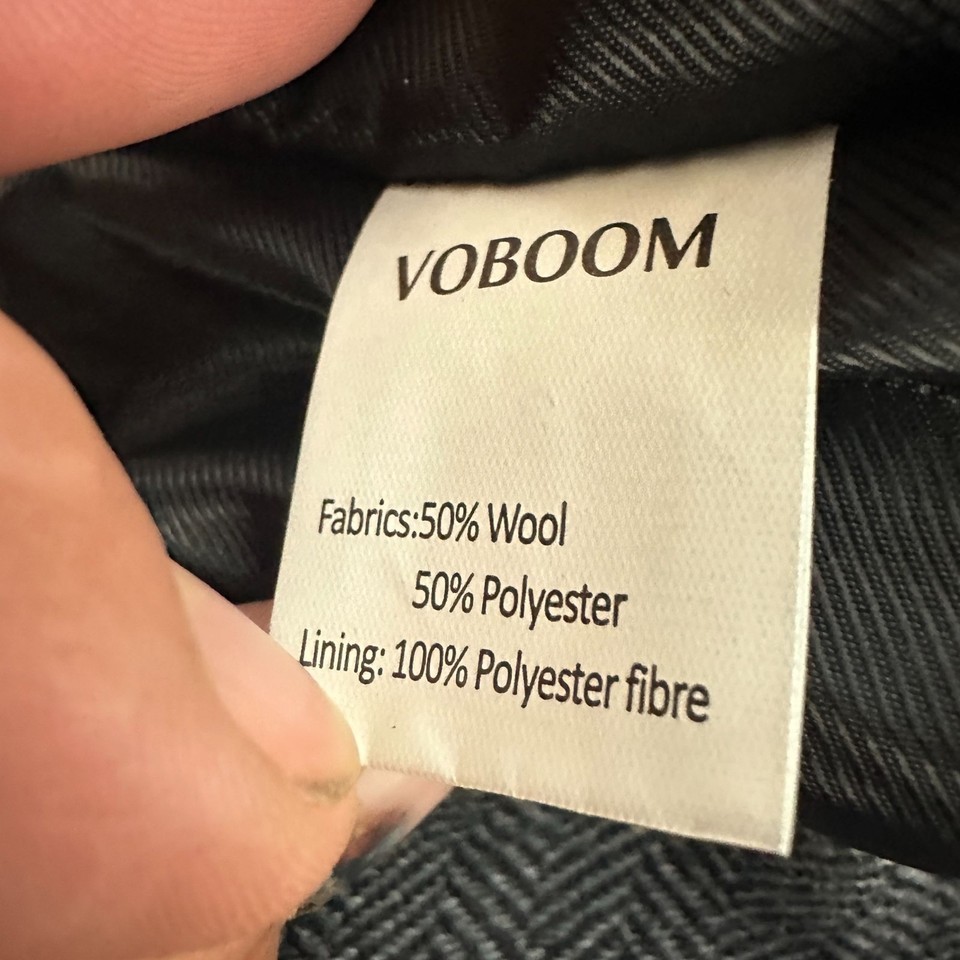 VOBOOM
Fabrics:50% Wool
50% Polyester
Lining: 100% Polyester fibre